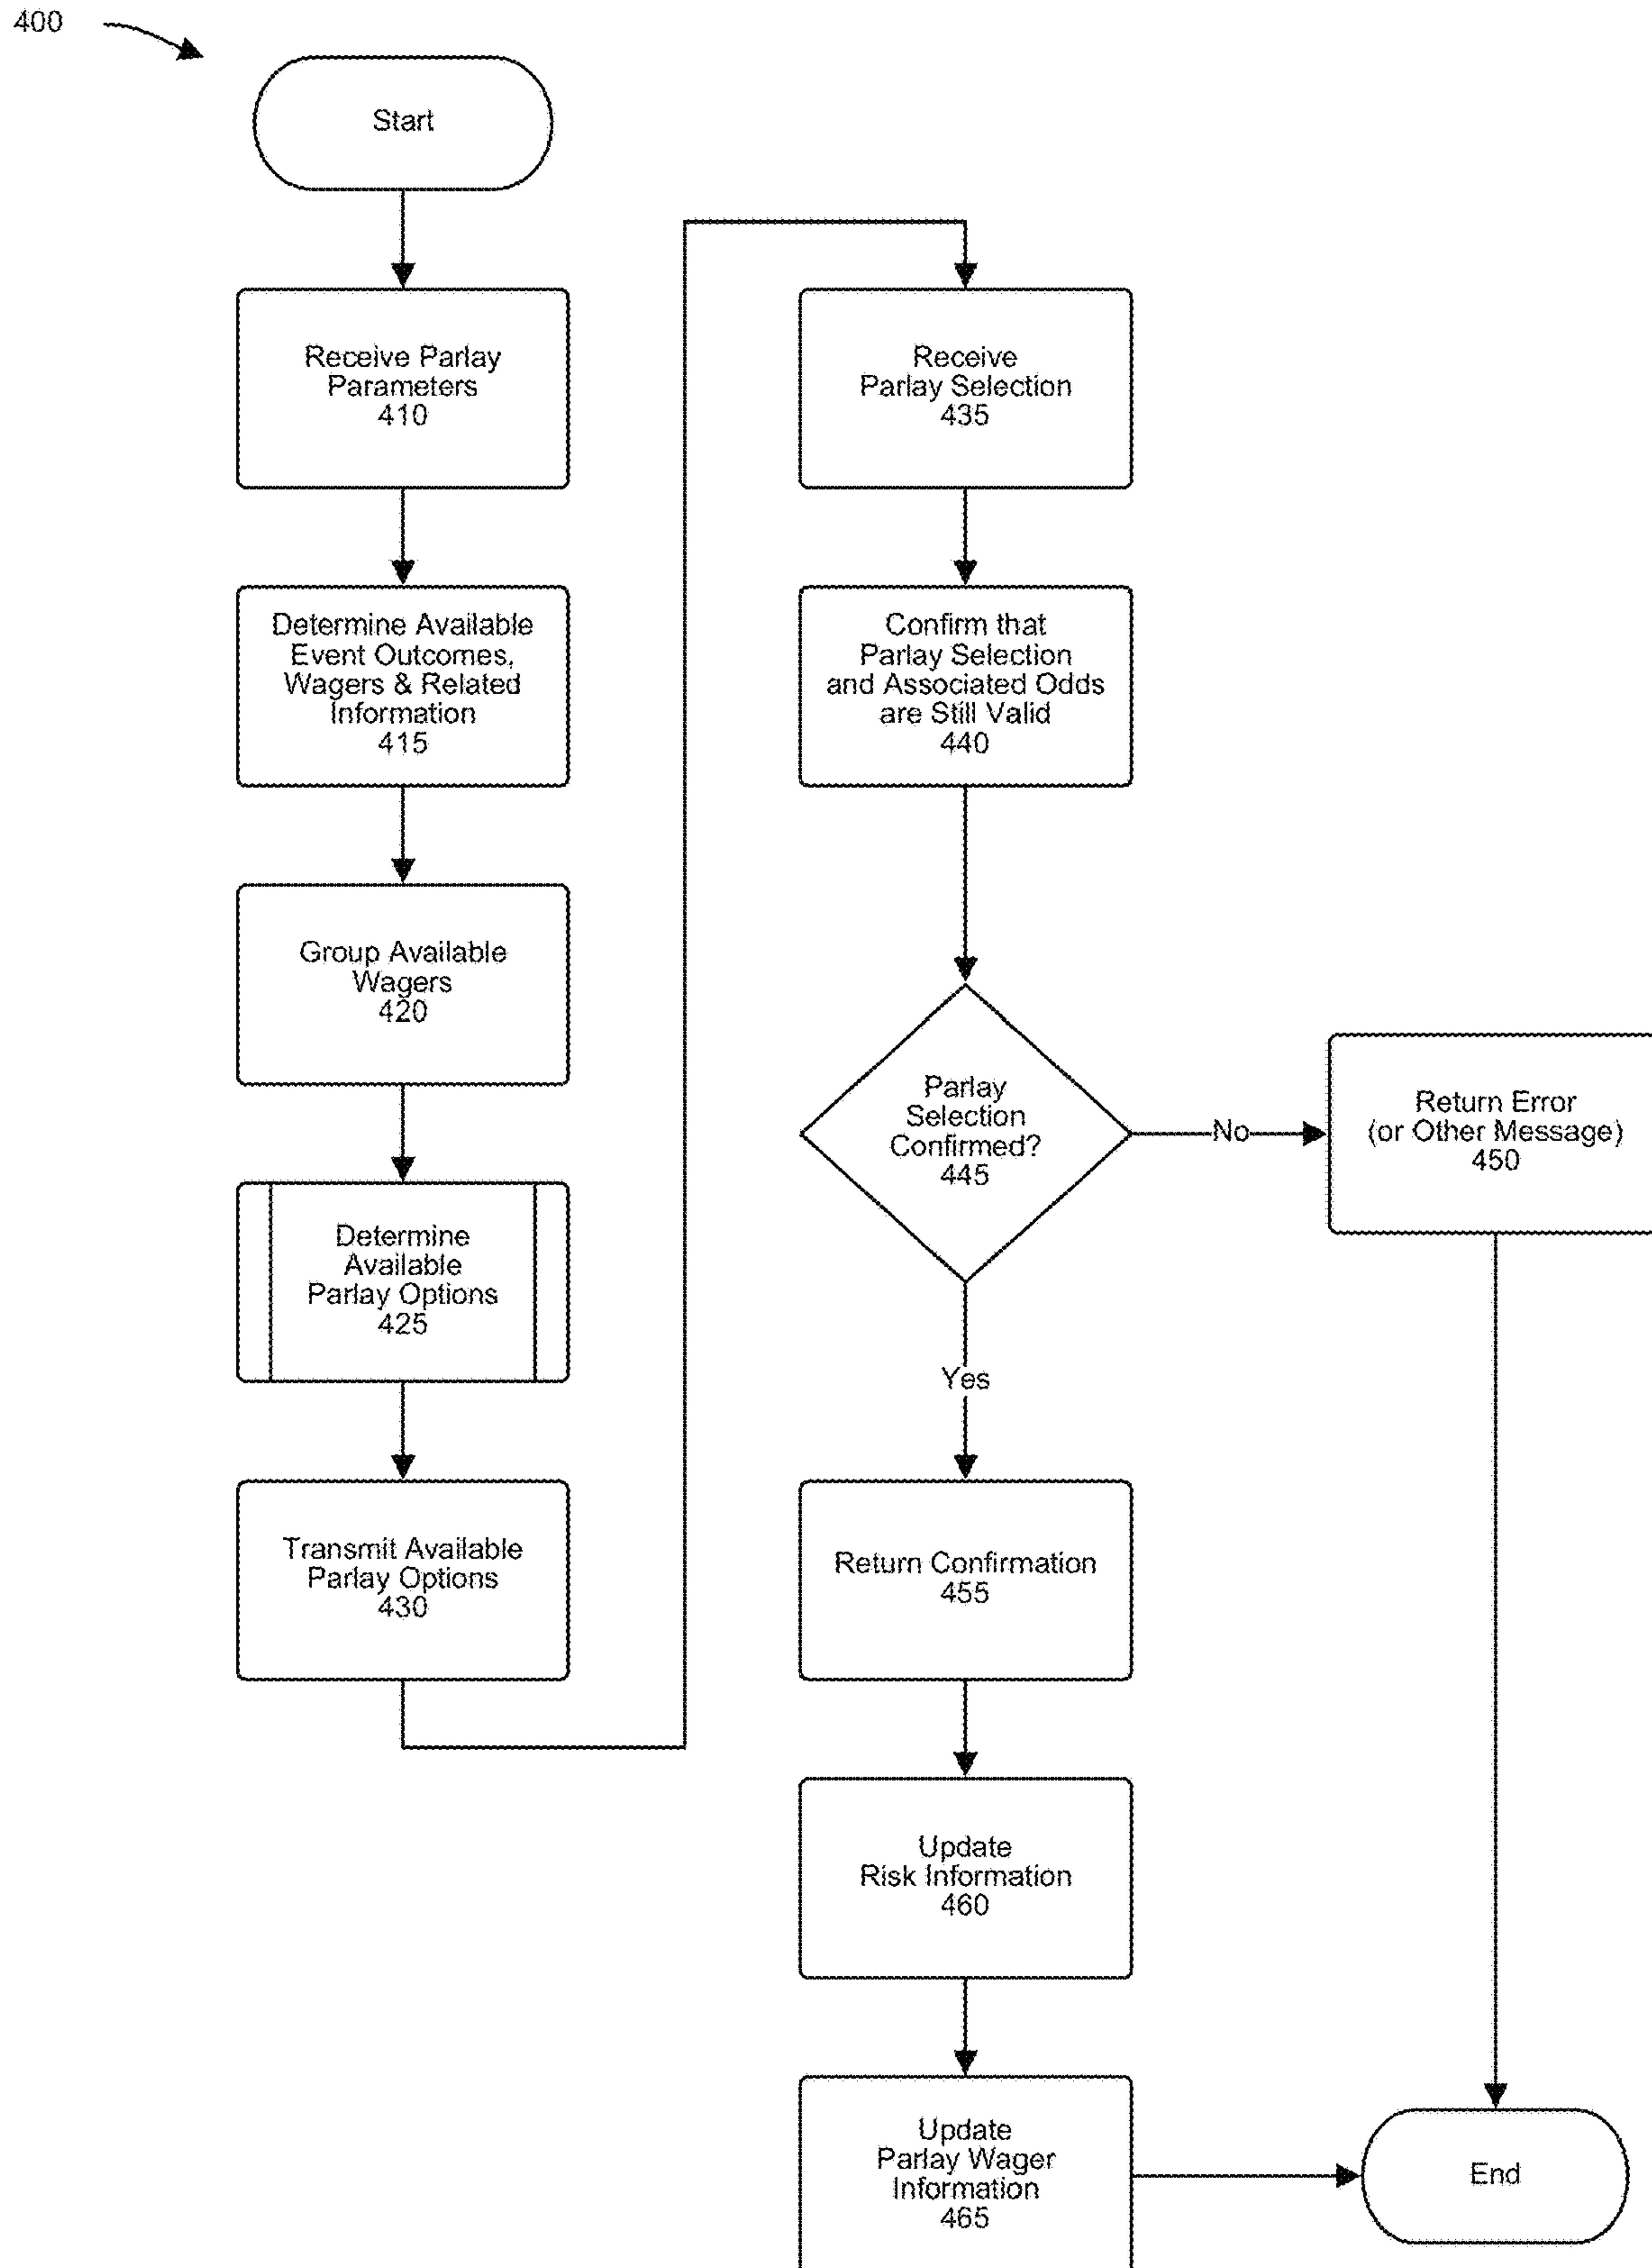 400
Start
Receive Parlay
Parameters
410
Determine Available
Event Outcomes,
Wagers & Related
Information
415
Group Available
Wagers
420
Determine
Available
Parlay Options
425
Transmit Available
Parlay Options
430
Receive
Parlay Selection
435
Confirm that
Parlay Selection
and Associated Odds
are Still Valid
440
Parlay
Selection
Confirmed?
445
No
Return Error
(or Other Message)
450
Yes
Return Confirmation
455
Update
Risk Information
460
Update
Parlay Wager
Information
465
End